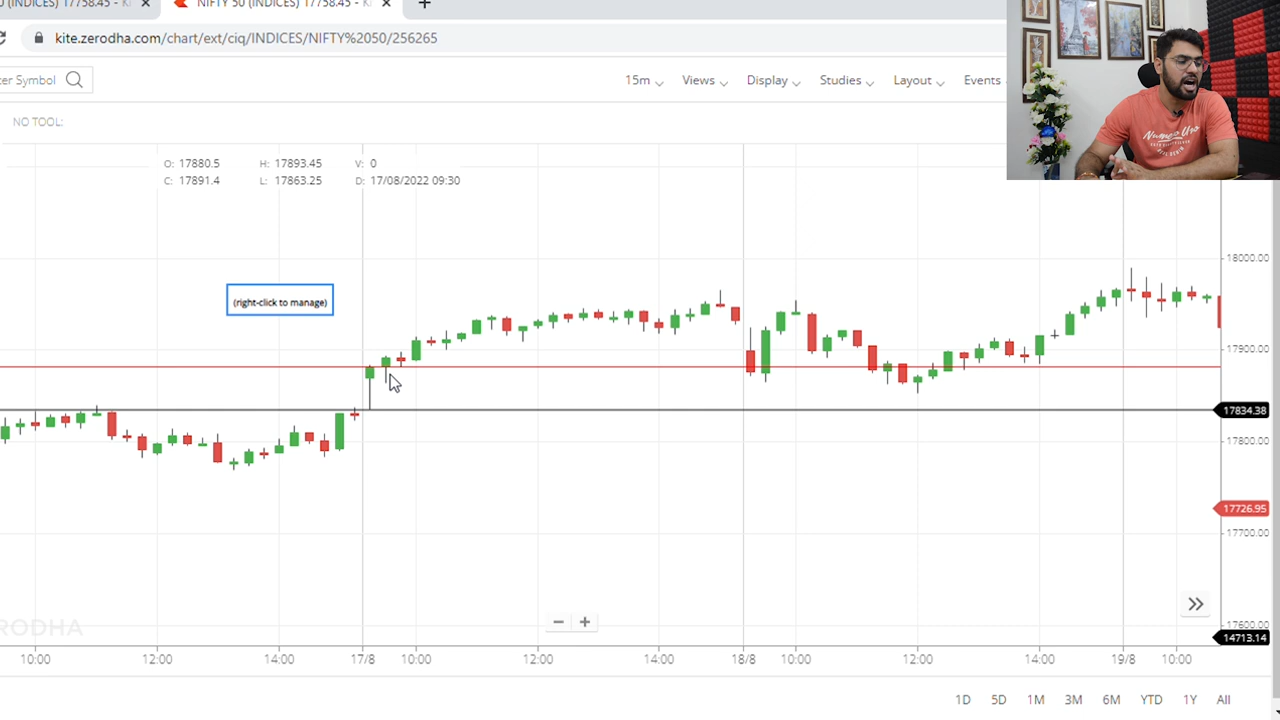 (INDICES) 17758.45 - K
NIFTY 50 (INDICES) 17758.45 - K
kite.zerodha.com/chart/ext/ciq/INDICES/NIFTY%2050/256265
er Symbol
15m Views Display Studies Layout Events
NO TOOL:
O: 17880.5 H: 17893.45 V: 0
C: 17891.4 L: 17863.25 D: 17/08/2022 09:30
(right-click to manage)
18000.00
17900.00
17834.38
17800.00
17726.95
17700.00
17600.00
14713.14
RODHA
10:00 12:00 14:00 17/8 10:00 12:00 14:00 18/8 10:00 12:00 14:00 19/8 10:00
1D 5D 1M 3M 6M YTD 1Y All
Numero Uno